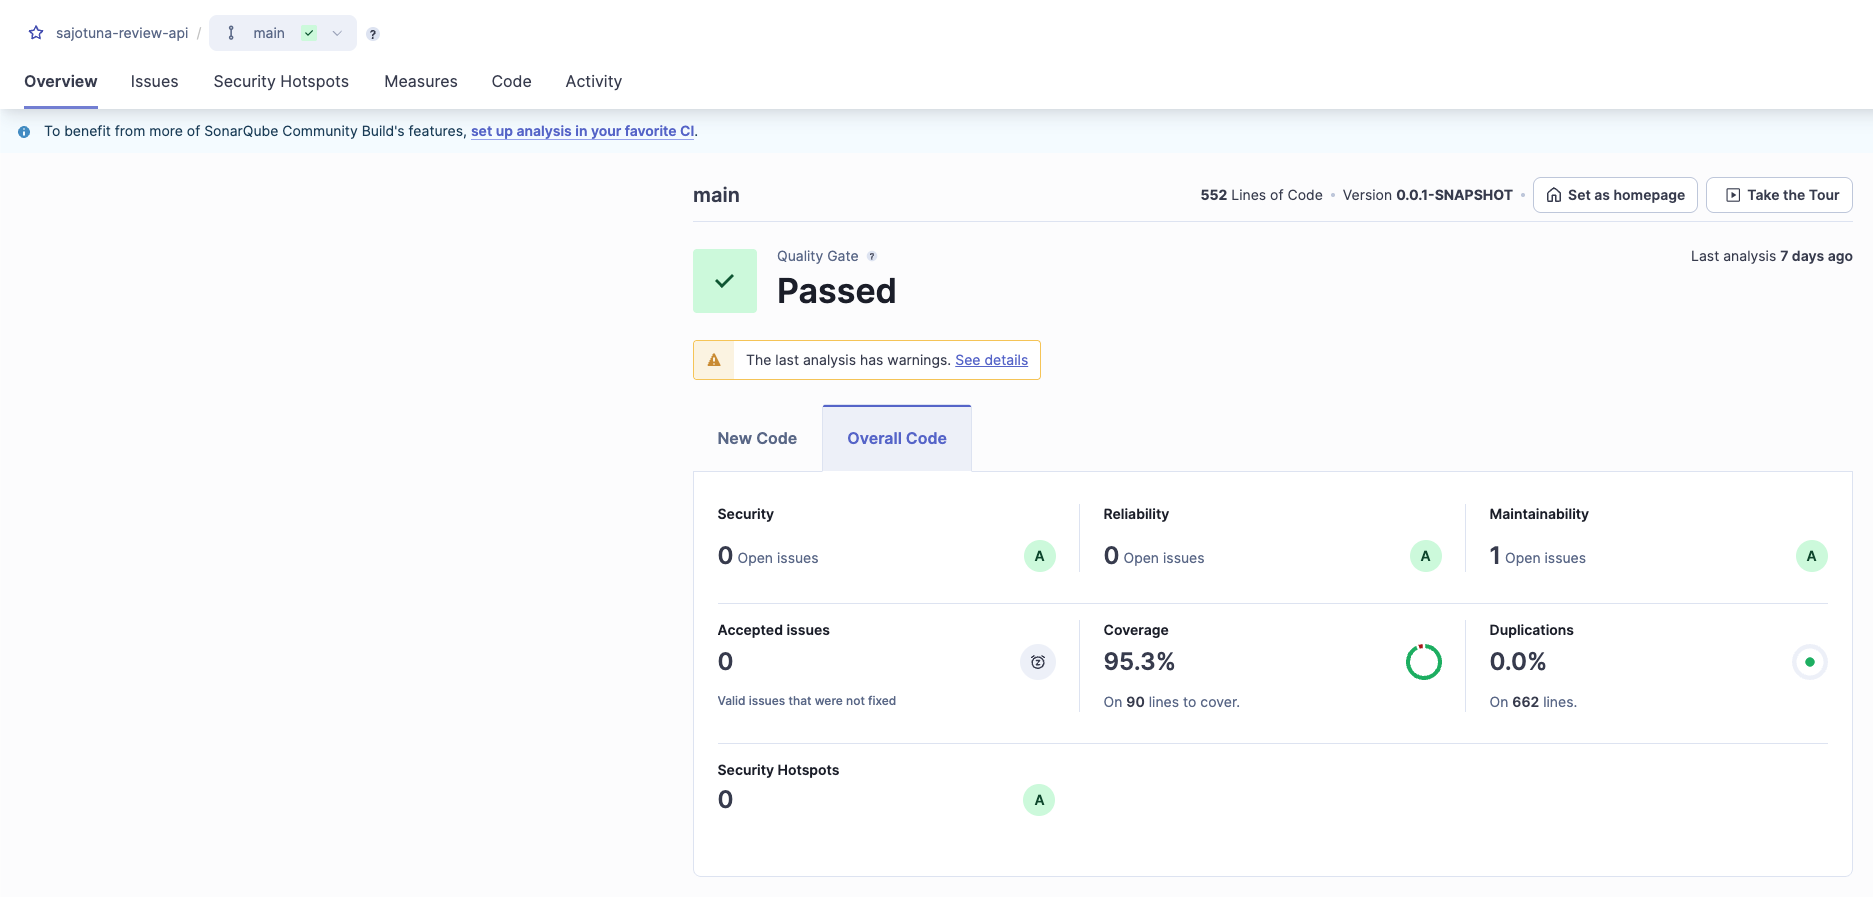 sajotuna-review-api / main ?
Overview Issues Security Hotspots Measures Code Activity
To benefit from more of SonarQube Community Build's features, set up analysis in your favorite CI.
main 552 Lines of Code • Version 0.0.1-SNAPSHOT • Set as homepage Take the Tour
Quality Gate ? Last analysis 7 days ago
Passed
The last analysis has warnings. See details
New Code Overall Code
Security Reliability Maintainability
0 Open issues A 0 Open issues A 1 Open issues A
Accepted issues Coverage Duplications
0 95.3% 0.0%
Valid issues that were not fixed On 90 lines to cover. On 662 lines.
Security Hotspots
0 A